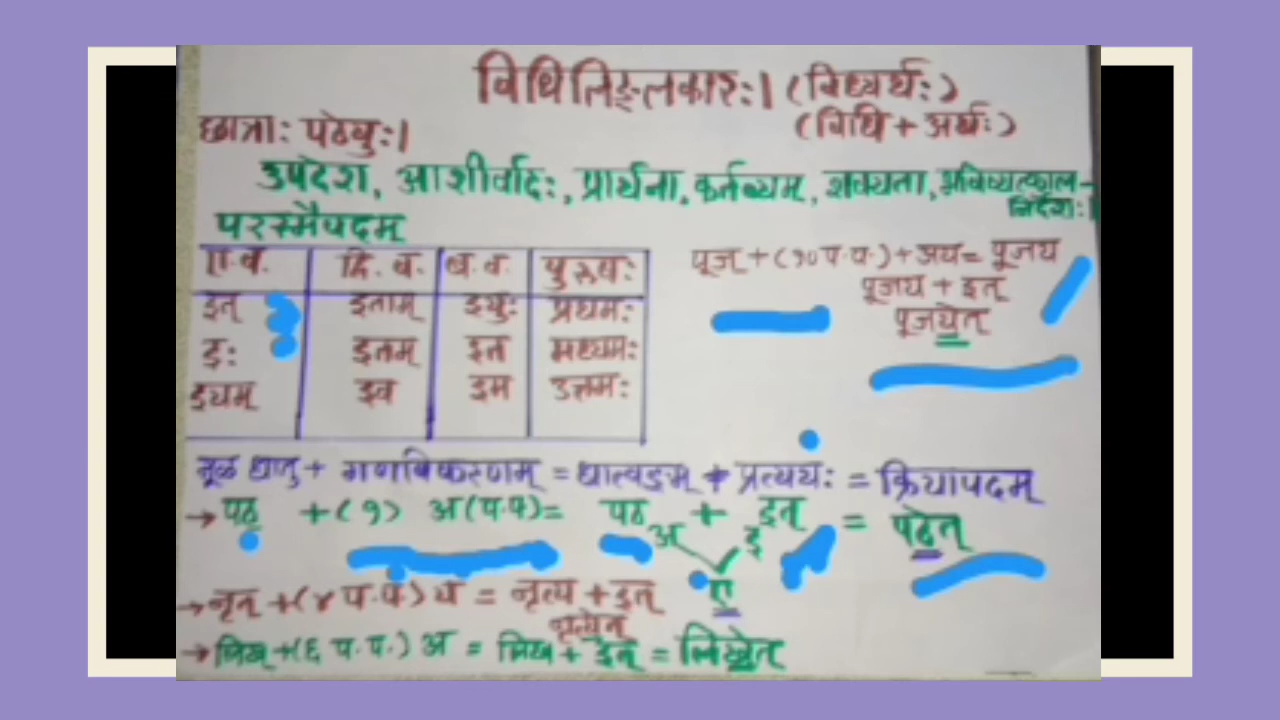 विधिलिङ्लकारः। (विध्यर्थः)
(विधि + अर्थः)
छात्राः पठेयुः।
उपदेश, आशीर्वादः, प्रार्थना, कर्तव्यम्, शक्यता, भविष्यत्काल-
निर्देशः।
परस्मैपदम्
ए.व. द्वि.व. ब.व. पुरुषः
इत् इताम् इयुः प्रथमः
इः इतम् इत मध्यमः
इयम् इव इम उत्तमः
पूज् + (१० प.प.) + अय = पूजय
पूजय + इत्
पूजयेत्
मूळ धातु + गणविकरणम् = धात्वङ्गम् + प्रत्ययः = क्रियापदम्
→ पठ् + (१) अ (प.प) = पठ + इत् = पठेत्
अ इ
ए
→ नृत् + (४ प.प) य = नृत्य + इत्
नृत्येत्
→ लिख् + (६ प.प.) अ = लिख + इत् = लिखेत्